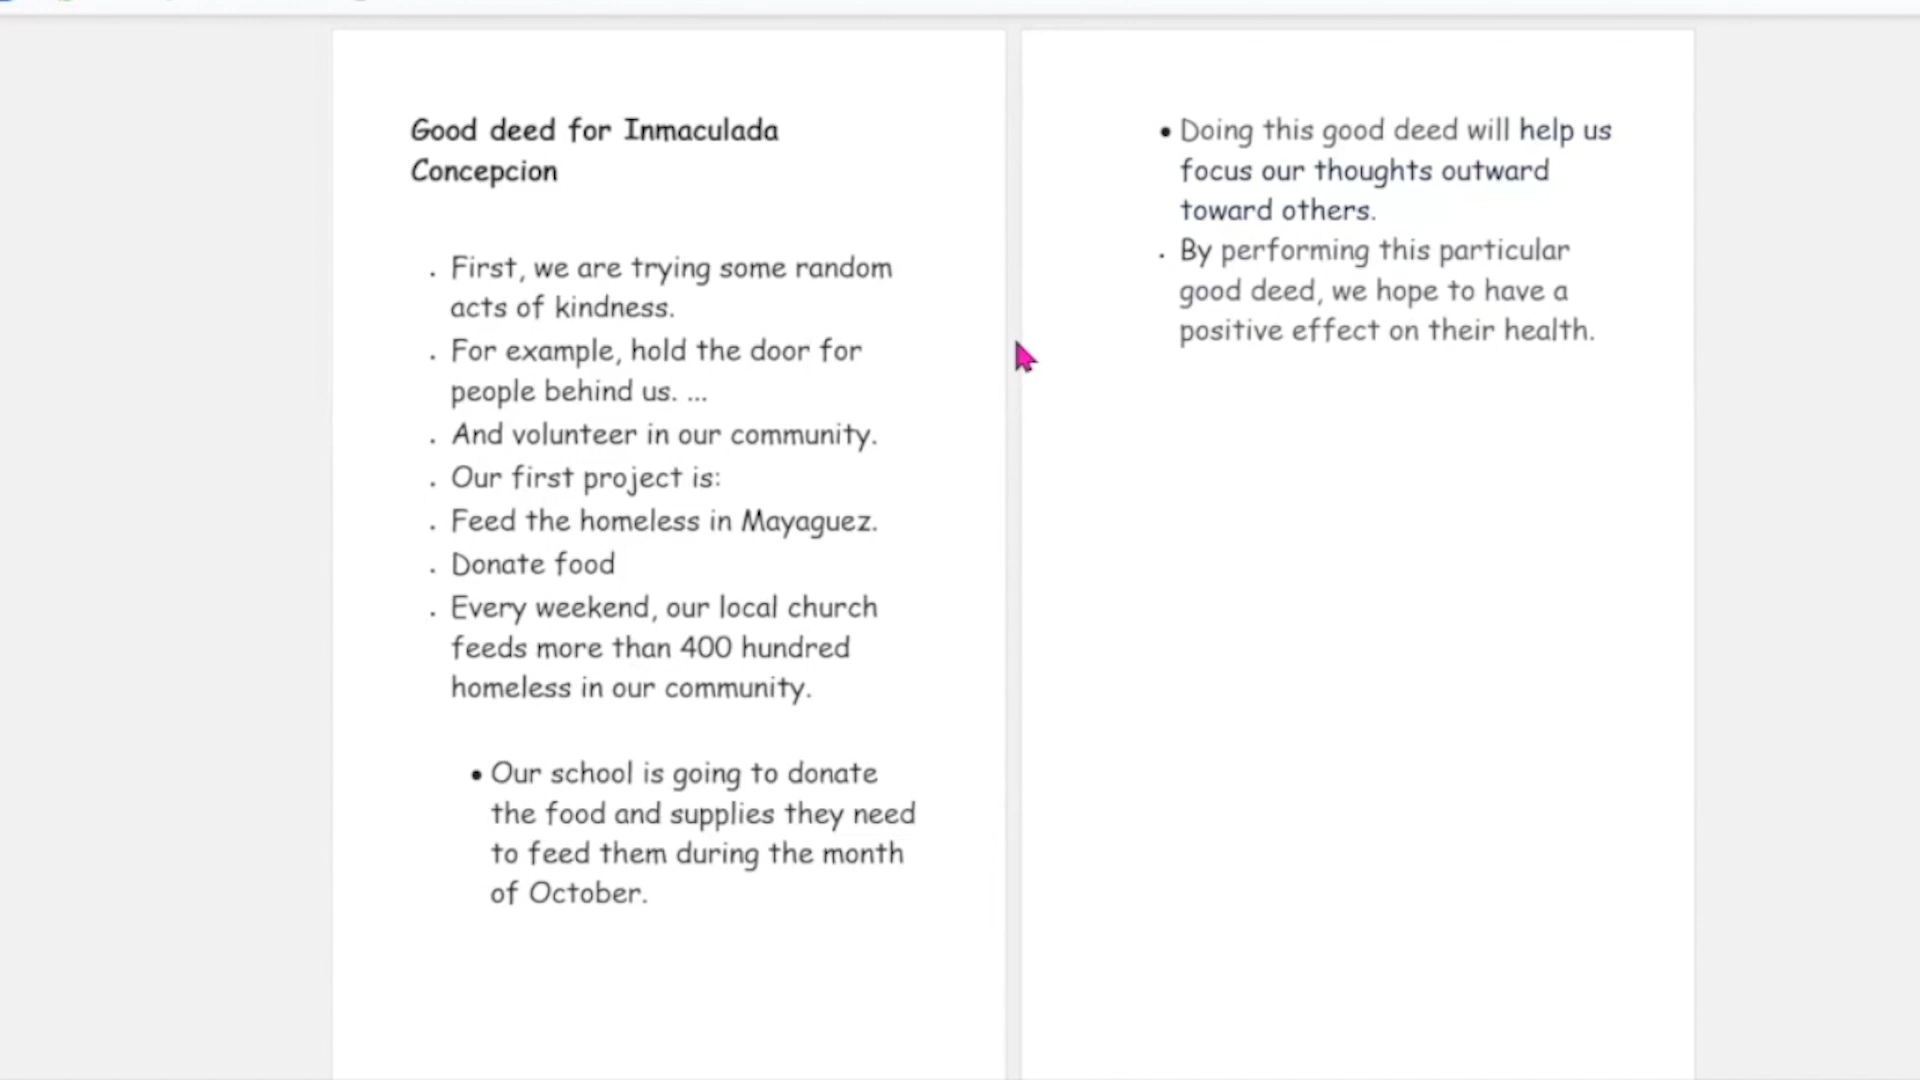 Good deed for Inmaculada
Concepcion
. First, we are trying some random
acts of kindness.
. For example, hold the door for
people behind us. ...
. And volunteer in our community.
. Our first project is:
. Feed the homeless in Mayaguez.
. Donate food
. Every weekend, our local church
feeds more than 400 hundred
homeless in our community.
• Our school is going to donate
the food and supplies they need
to feed them during the month
of October.
• Doing this good deed will help us
focus our thoughts outward
toward others.
. By performing this particular
good deed, we hope to have a
positive effect on their health.